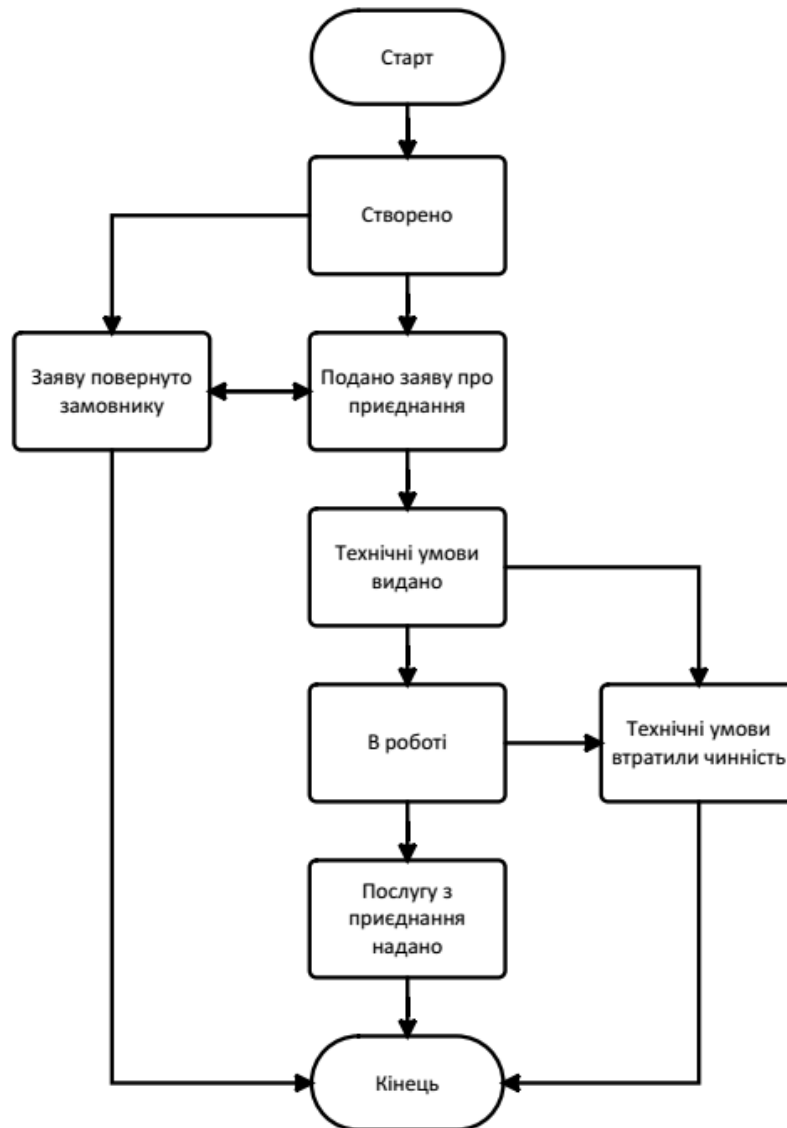 Старт
Створено
Заяву повернуто
замовнику
Подано заяву про
приєднання
Технічні умови
видано
В роботі
Технічні умови
втратили чинність
Послугу з
приєднання
надано
Кінець